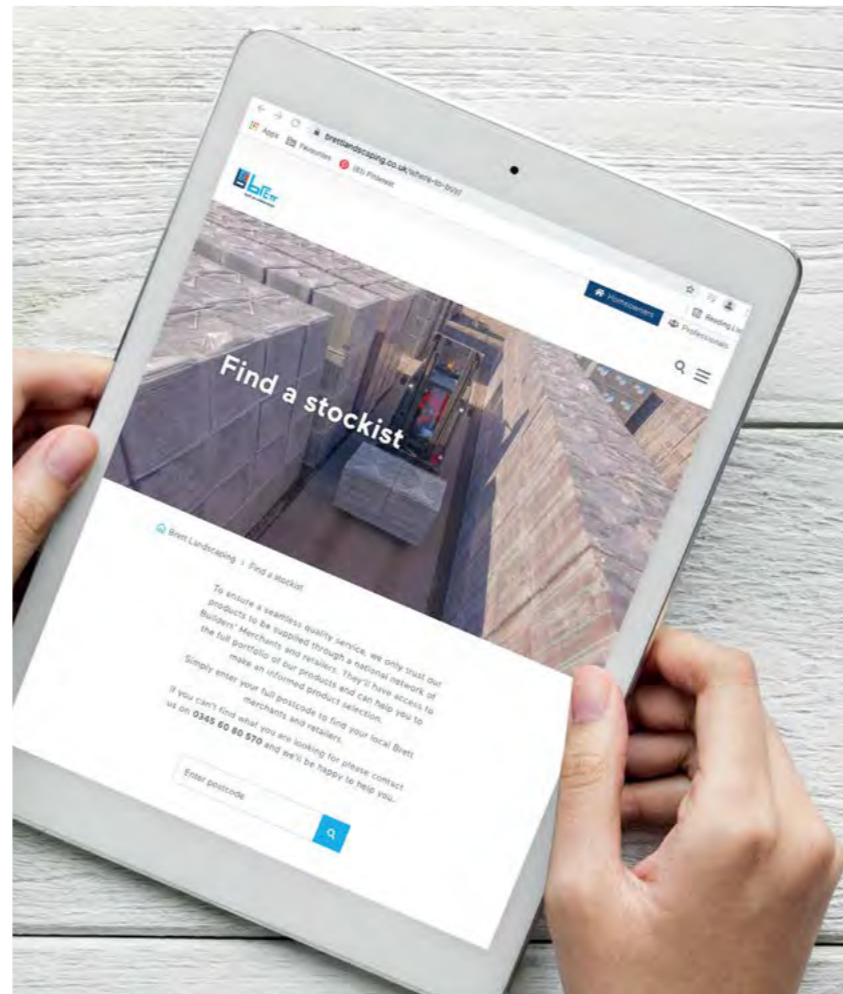 brettlandscaping.co.uk/where-to-buy/
Apps Favourites (83) Pinterest
Reading List
brett
Homeowners
Professionals
Find a stockist
Brett Landscaping › Find a stockist
To ensure a seamless quality service, we only trust our
products to be supplied through a national network of
Builders' Merchants and retailers. They'll have access to
the full portfolio of our products and can help you to
make an informed product selection.
Simply enter your full postcode to find your local Brett
merchants and retailers.
If you can't find what you are looking for please contact
us on 0345 60 80 570 and we'll be happy to help you.
Enter postcode